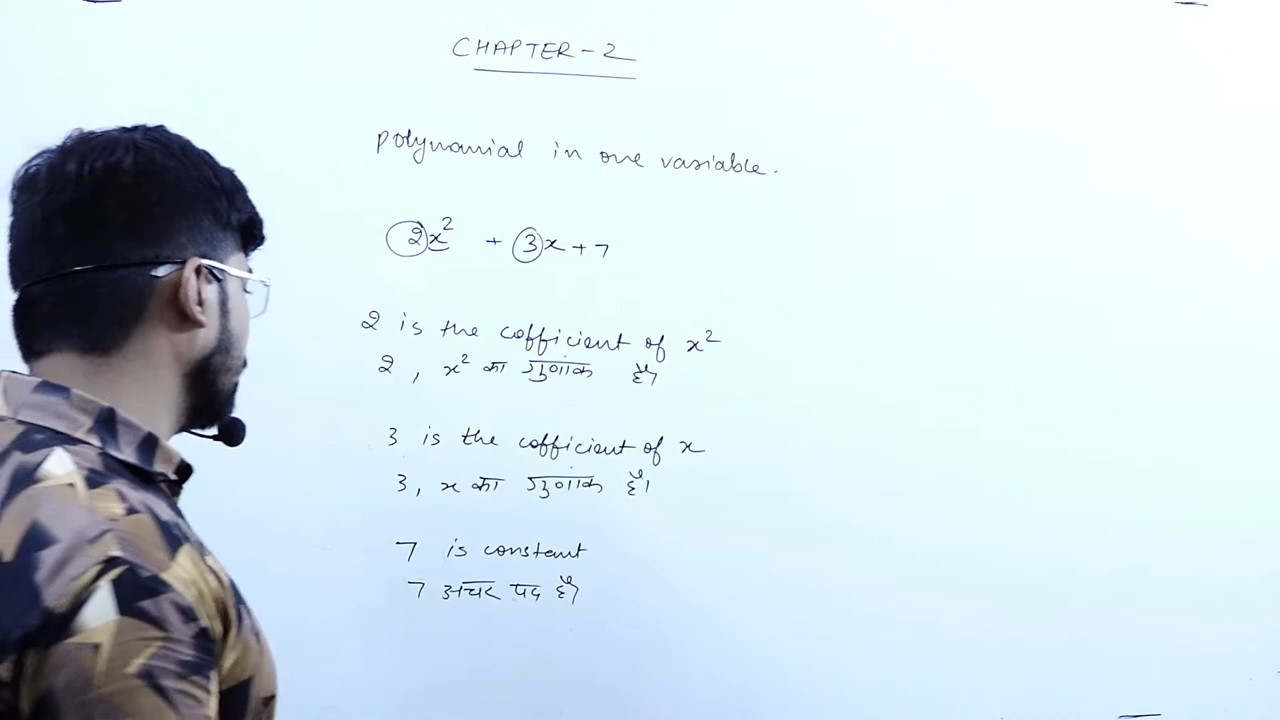 CHAPTER-2
polynamial in one variable.
2x² + 3x + 7
2 is the cofficient of x²
2, x² का गुणांक है।
3 is the cofficient of x
3, x का गुणांक है।
7 is constant
7 अचर पद है।